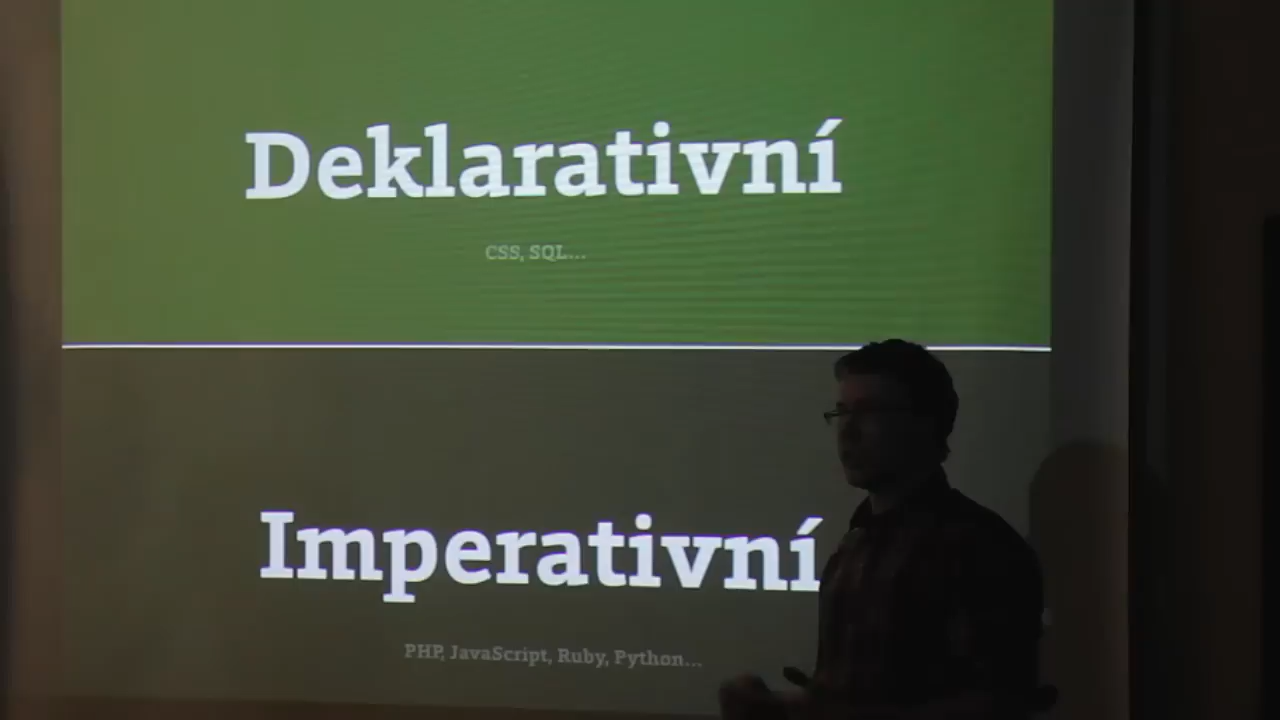 Deklarativní
CSS, SQL...
Imperativní
PHP, JavaScript, Ruby, Python...